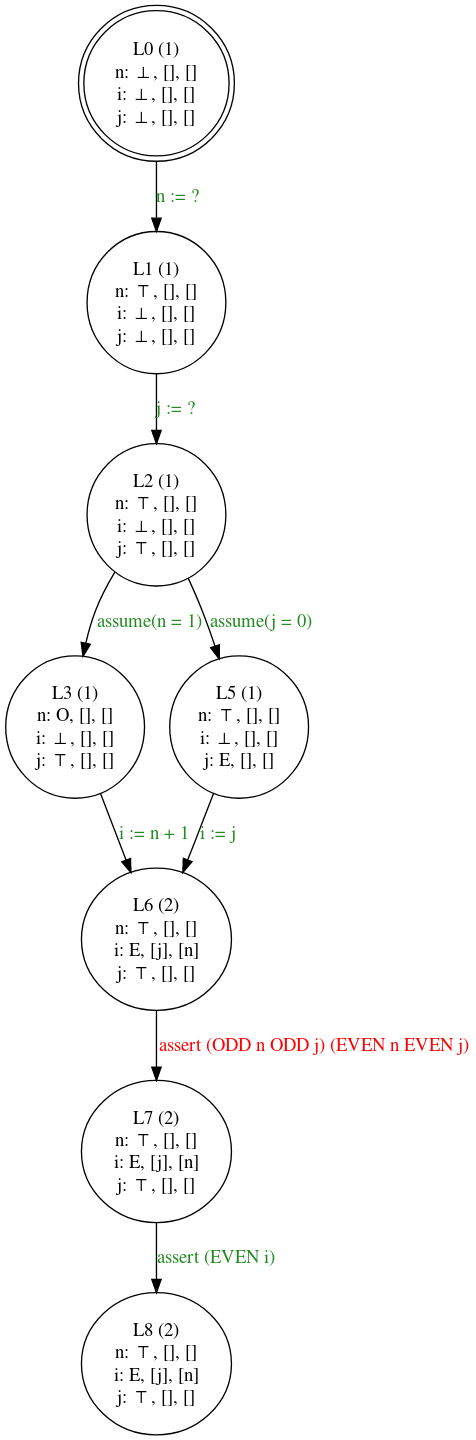 L0 (1)
n: ⊥, [], []
i: ⊥, [], []
j: ⊥, [], []
n := ?
L1 (1)
n: ⊤, [], []
i: ⊥, [], []
j: ⊥, [], []
j := ?
L2 (1)
n: ⊤, [], []
i: ⊥, [], []
j: ⊤, [], []
assume(n = 1)
assume(j = 0)
L3 (1)
n: O, [], []
i: ⊥, [], []
j: ⊤, [], []
L5 (1)
n: ⊤, [], []
i: ⊥, [], []
j: E, [], []
i := n + 1
i := j
L6 (2)
n: ⊤, [], []
i: E, [j], [n]
j: ⊤, [], []
assert (ODD n ODD j) (EVEN n EVEN j)
L7 (2)
n: ⊤, [], []
i: E, [j], [n]
j: ⊤, [], []
assert (EVEN i)
L8 (2)
n: ⊤, [], []
i: E, [j], [n]
j: ⊤, [], []